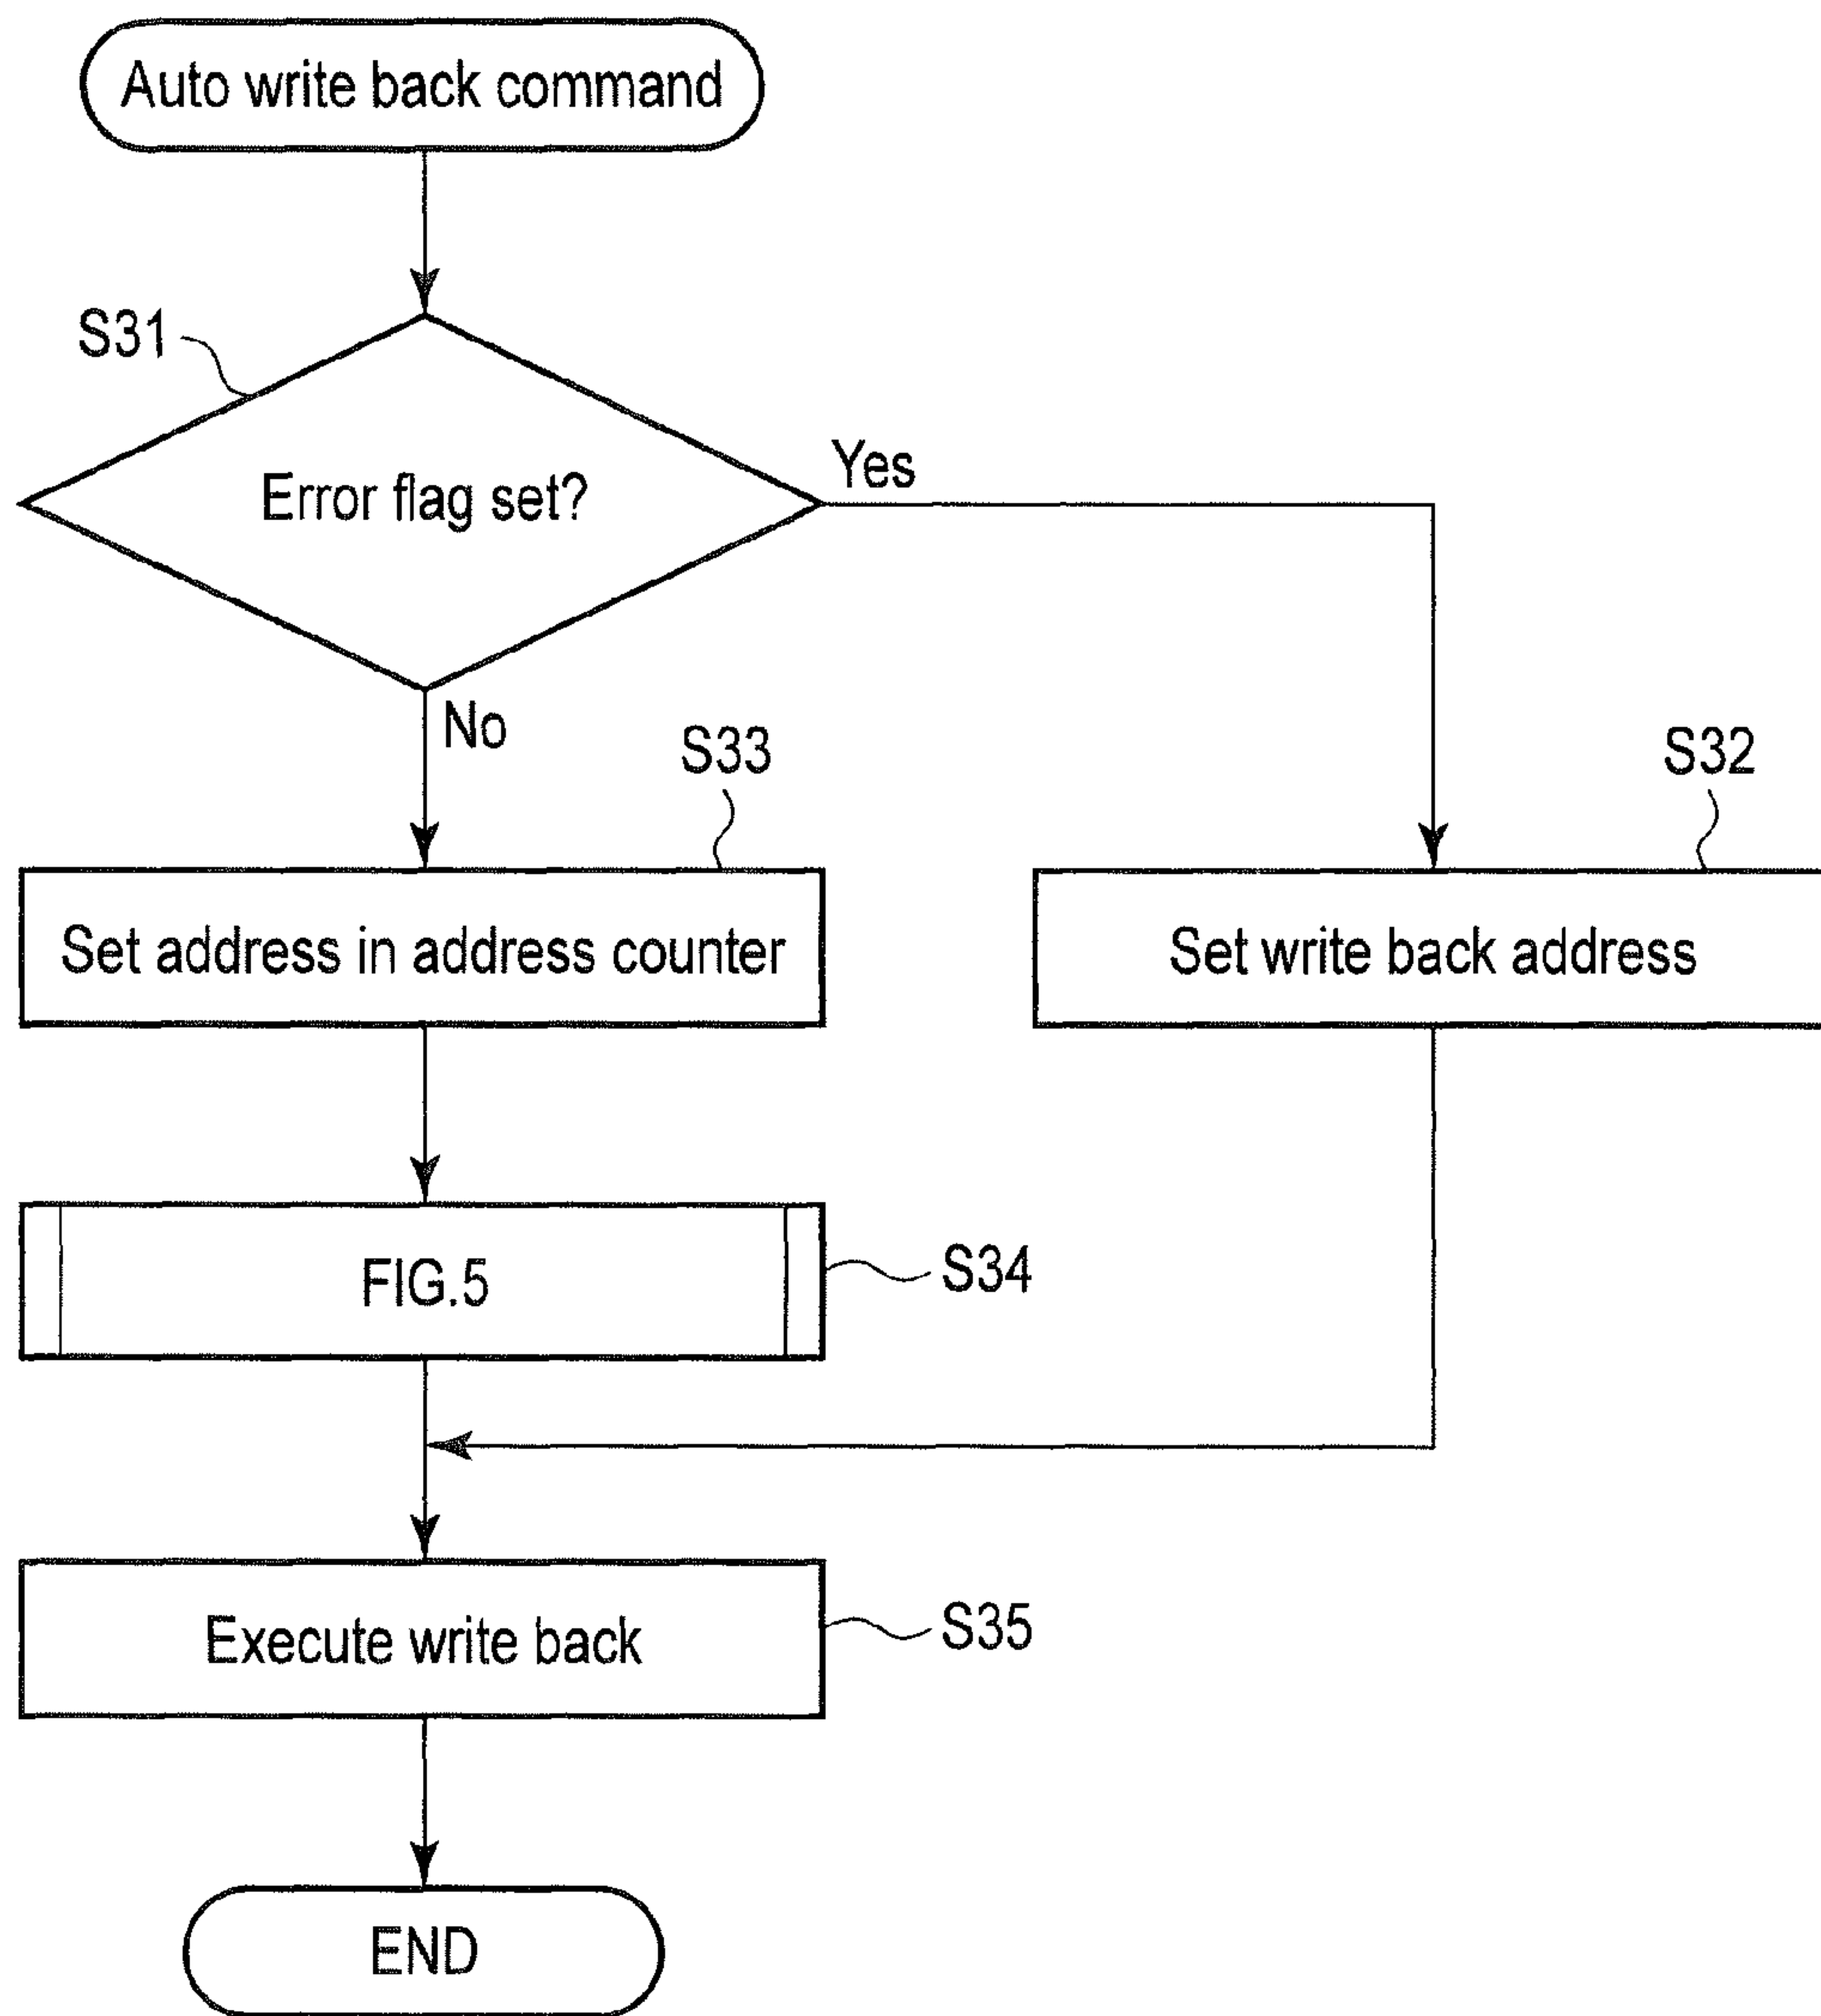 Auto write back command
S31
Error flag set?
Yes
No
S33
S32
Set address in address counter
Set write back address
FIG.5
S34
Execute write back
S35
END